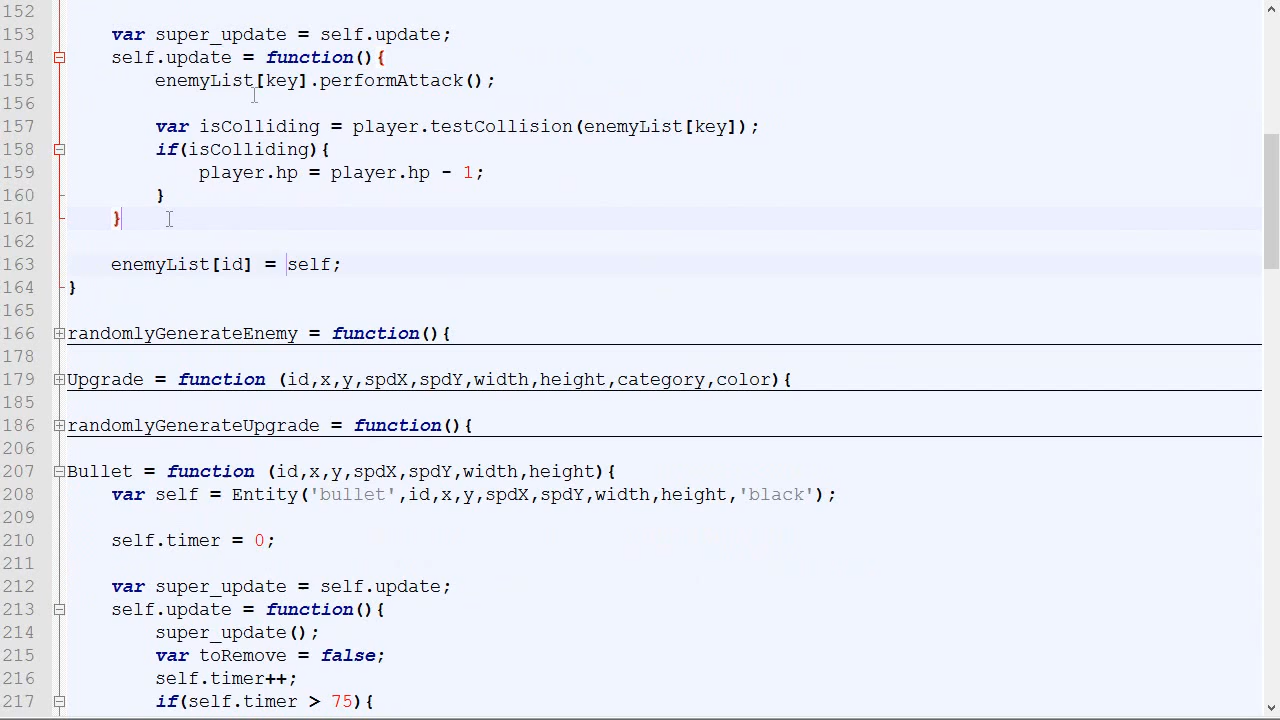 152
153 var super_update = self.update;
154 self.update = function(){
155 enemyList[key].performAttack();
156
157 var isColliding = player.testCollision(enemyList[key]);
158 if(isColliding){
159 player.hp = player.hp - 1;
160 }
161 }
162
163 enemyList[id] = self;
164 }
165
166 randomlyGenerateEnemy = function(){
178
179 Upgrade = function (id,x,y,spdX,spdY,width,height,category,color){
185
186 randomlyGenerateUpgrade = function(){
206
207 Bullet = function (id,x,y,spdX,spdY,width,height){
208 var self = Entity('bullet',id,x,y,spdX,spdY,width,height,'black');
209
210 self.timer = 0;
211
212 var super_update = self.update;
213 self.update = function(){
214 super_update();
215 var toRemove = false;
216 self.timer++;
217 if(self.timer > 75){